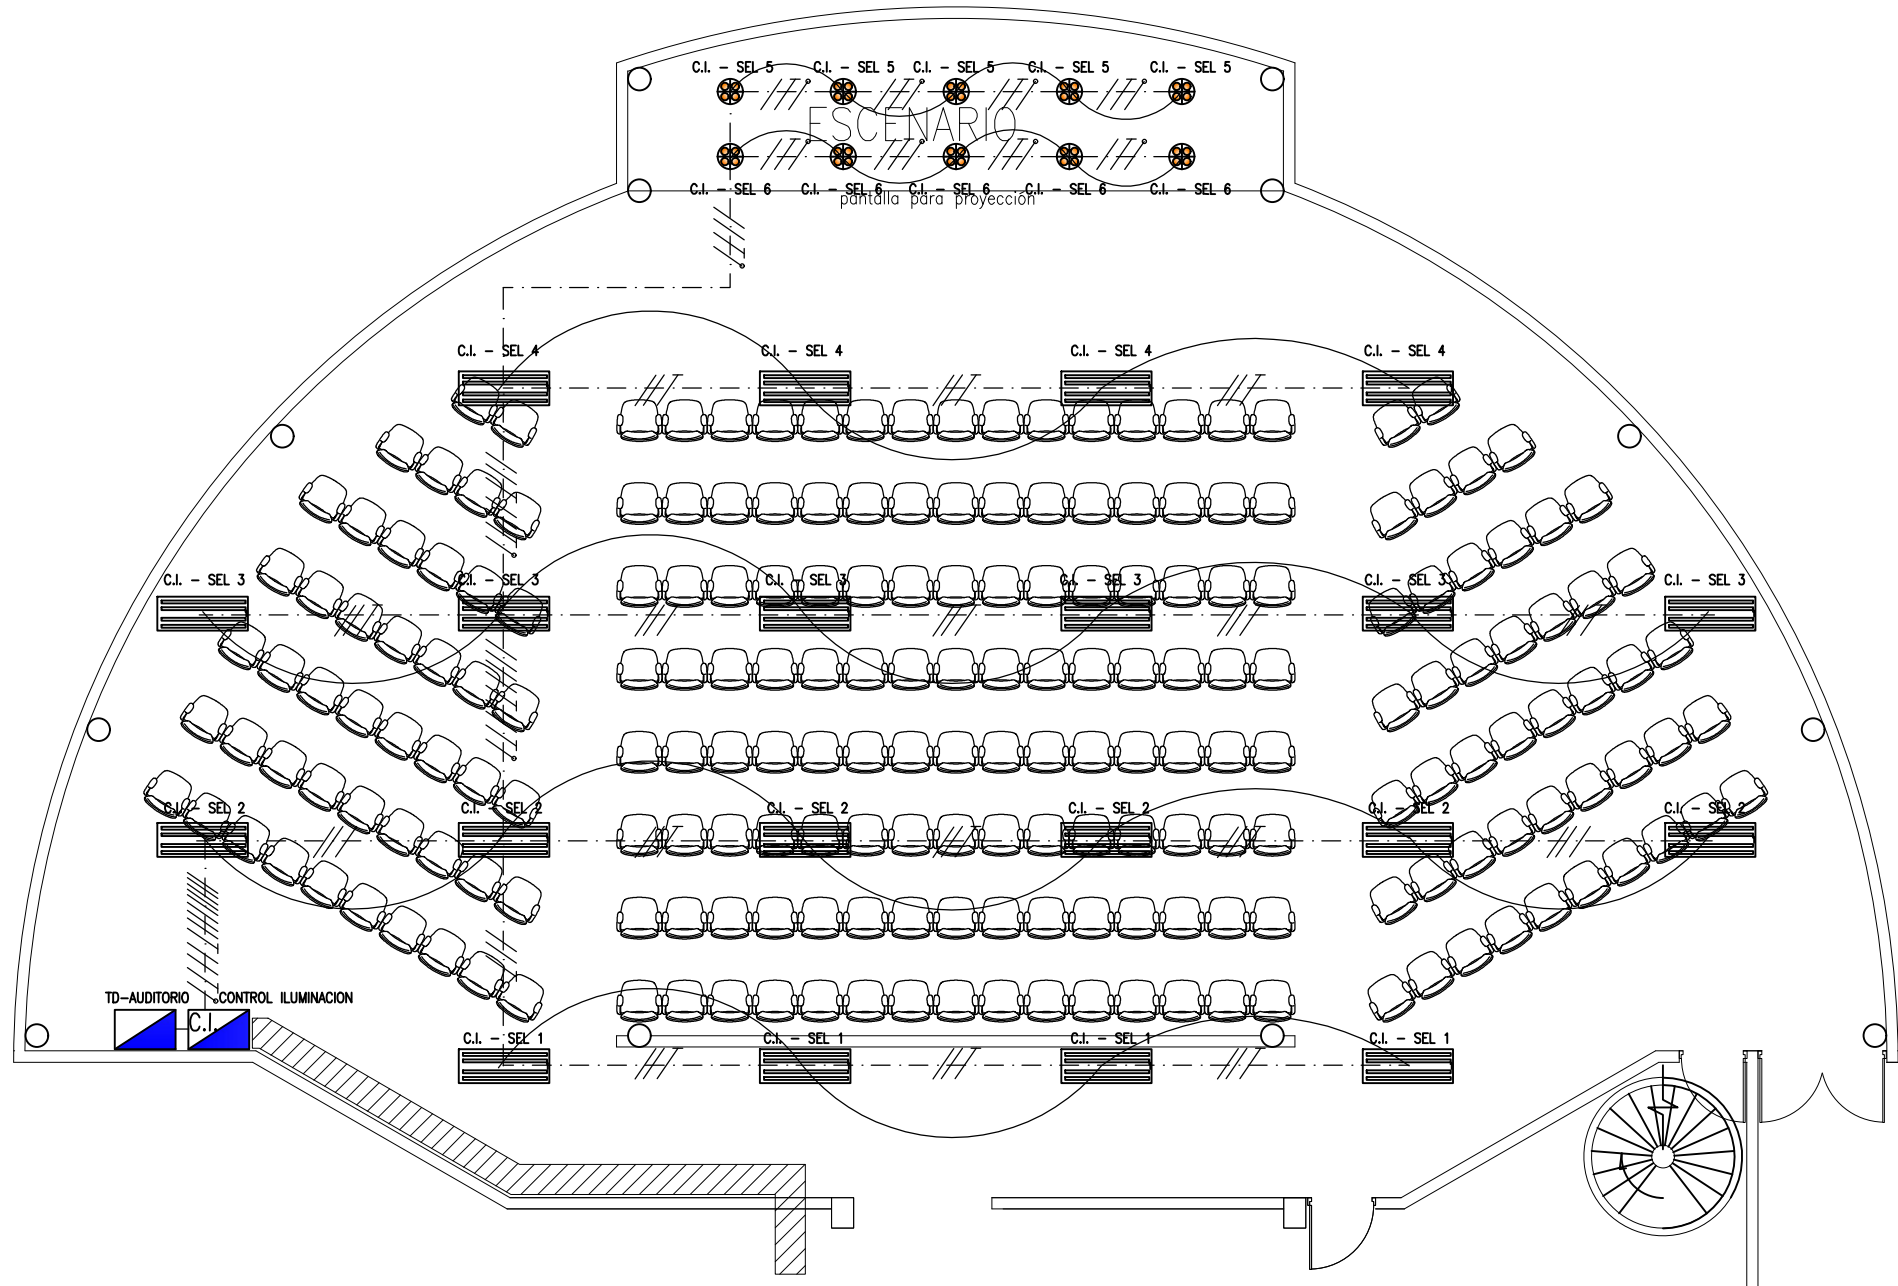 C.I. - SEL 5 C.I. - SEL 5 C.I. - SEL 5 C.I. - SEL 5 C.I. - SEL 5
ESCENARIO
C.I. - SEL 6 C.I. - SEL 6 C.I. - SEL 6 C.I. - SEL 6 C.I. - SEL 6
pantalla para proyección
C.I. - SEL 4 C.I. - SEL 4 C.I. - SEL 4 C.I. - SEL 4
C.I. - SEL 3 C.I. - SEL 3 C.I. - SEL 3 C.I. - SEL 3 C.I. - SEL 3 C.I. - SEL 3
C.I. - SEL 2 C.I. - SEL 2 C.I. - SEL 2 C.I. - SEL 2 C.I. - SEL 2 C.I. - SEL 2
TD-AUDITORIO CONTROL ILUMINACION
C.I.
C.I. - SEL 1 C.I. - SEL 1 C.I. - SEL 1 C.I. - SEL 1